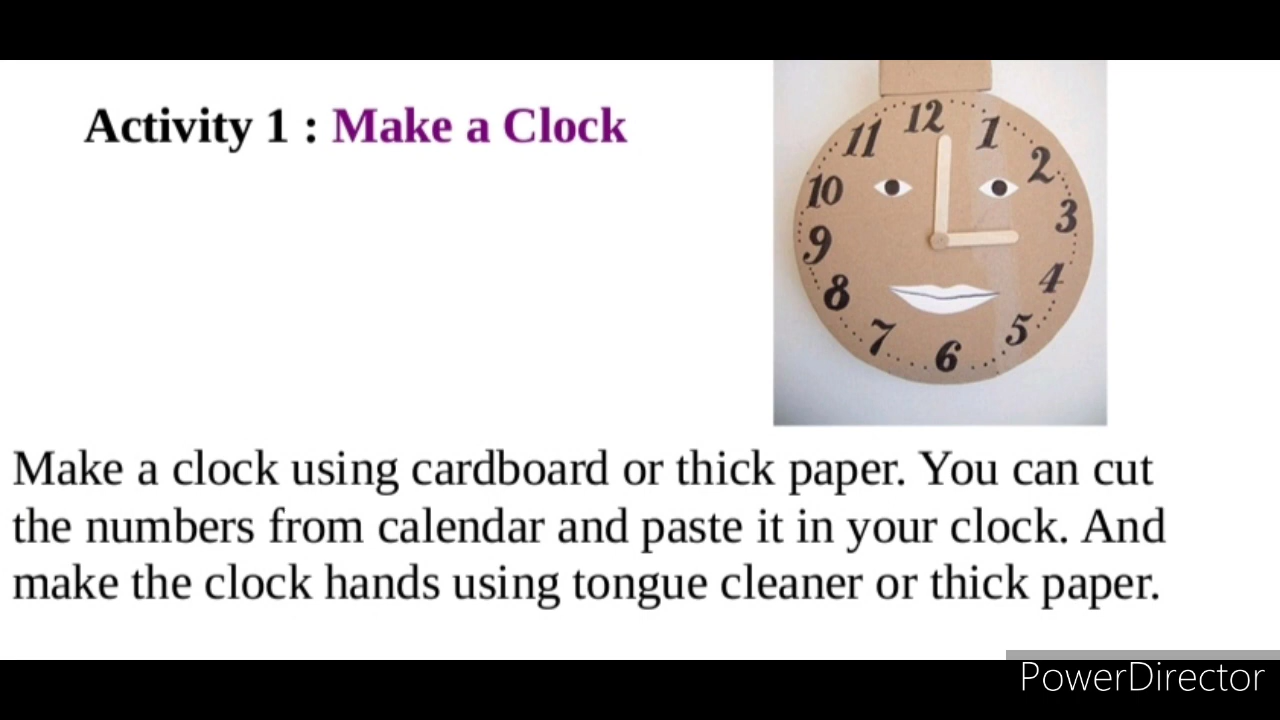 Activity 1 : Make a Clock
12
11
1
2
10
3
9
4
8
5
7
6
Make a clock using cardboard or thick paper. You can cut
the numbers from calendar and paste it in your clock. And
make the clock hands using tongue cleaner or thick paper.
PowerDirector